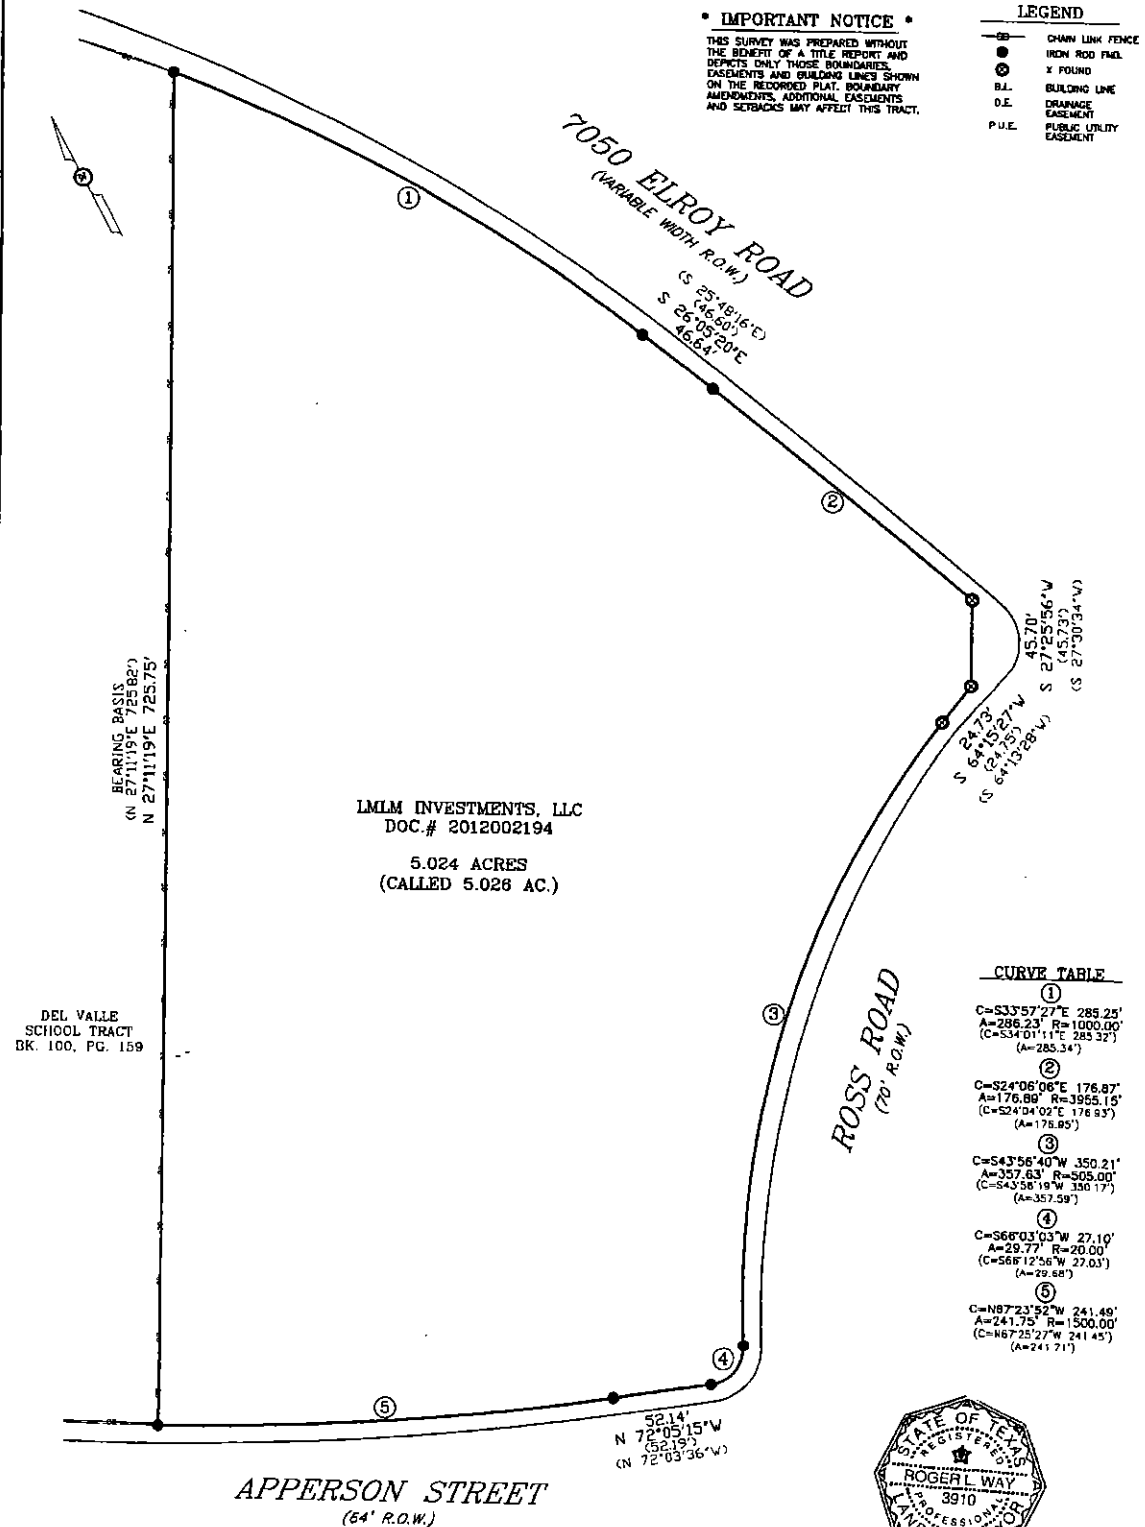 • IMPORTANT NOTICE •
THIS SURVEY WAS PREPARED WITHOUT
THE BENEFIT OF A TITLE REPORT AND
DEPICTS ONLY THOSE BOUNDARIES,
EASEMENTS AND BUILDING LINES SHOWN
ON THE RECORDED PLAT. BOUNDARY
AMENDMENTS, ADDITIONAL EASEMENTS
AND SETBACKS MAY AFFECT THIS TRACT.
LEGEND
CHAIN LINK FENCE
IRON ROD FND.
X FOUND
B.L. BUILDING LINE
D.E. DRAINAGE
EASEMENT
P.U.E. PUBLIC UTILITY
EASEMENT
7050 ELROY ROAD
(VARIABLE WIDTH R.O.W.)
(S 25°48'16"E)
(46.60')
S 26°05'20"E
46.64'
1
2
45.70'
S 27°25'56"W
(45.73')
(S 27°30'34"W)
24.73'
S 64°15'27"W
(24.75')
(S 64°13'28"W)
BEARING BASIS
(N 27°11'19"E 725.82')
N 27°11'19"E 725.75'
LMLM INVESTMENTS, LLC
DOC.# 2012002194
5.024 ACRES
(CALLED 5.026 AC.)
DEL VALLE
SCHOOL TRACT
BK. 100, PG. 159
3
ROSS ROAD
(70' R.O.W.)
CURVE TABLE
1
C=S33°57'27"E 285.25'
A=286.23' R=1000.00'
(C=S34°01'11"E 285.32')
(A=285.34')
2
C=S24°06'06"E 176.87'
A=176.89' R=3955.15'
(C=S24°04'02"E 176.93')
(A=176.95')
3
C=S43°56'40"W 350.21'
A=357.63' R=505.00'
(C=S43°58'19"W 350.17')
(A=357.59')
4
C=S66°03'03"W 27.10'
A=29.77' R=20.00'
(C=S66°12'56"W 27.03')
(A=29.68')
5
C=N67°23'52"W 241.49'
A=241.75' R=1500.00'
(C=N67°25'27"W 241.45')
(A=241.71')
4
5
52.14'
N 72°05'15"W
(52.19')
(N 72°03'36"W)
APPERSON STREET
(64' R.O.W.)
STATE OF TEXAS
REGISTERED
ROGER L. WAY
3910
PROFESSIONAL